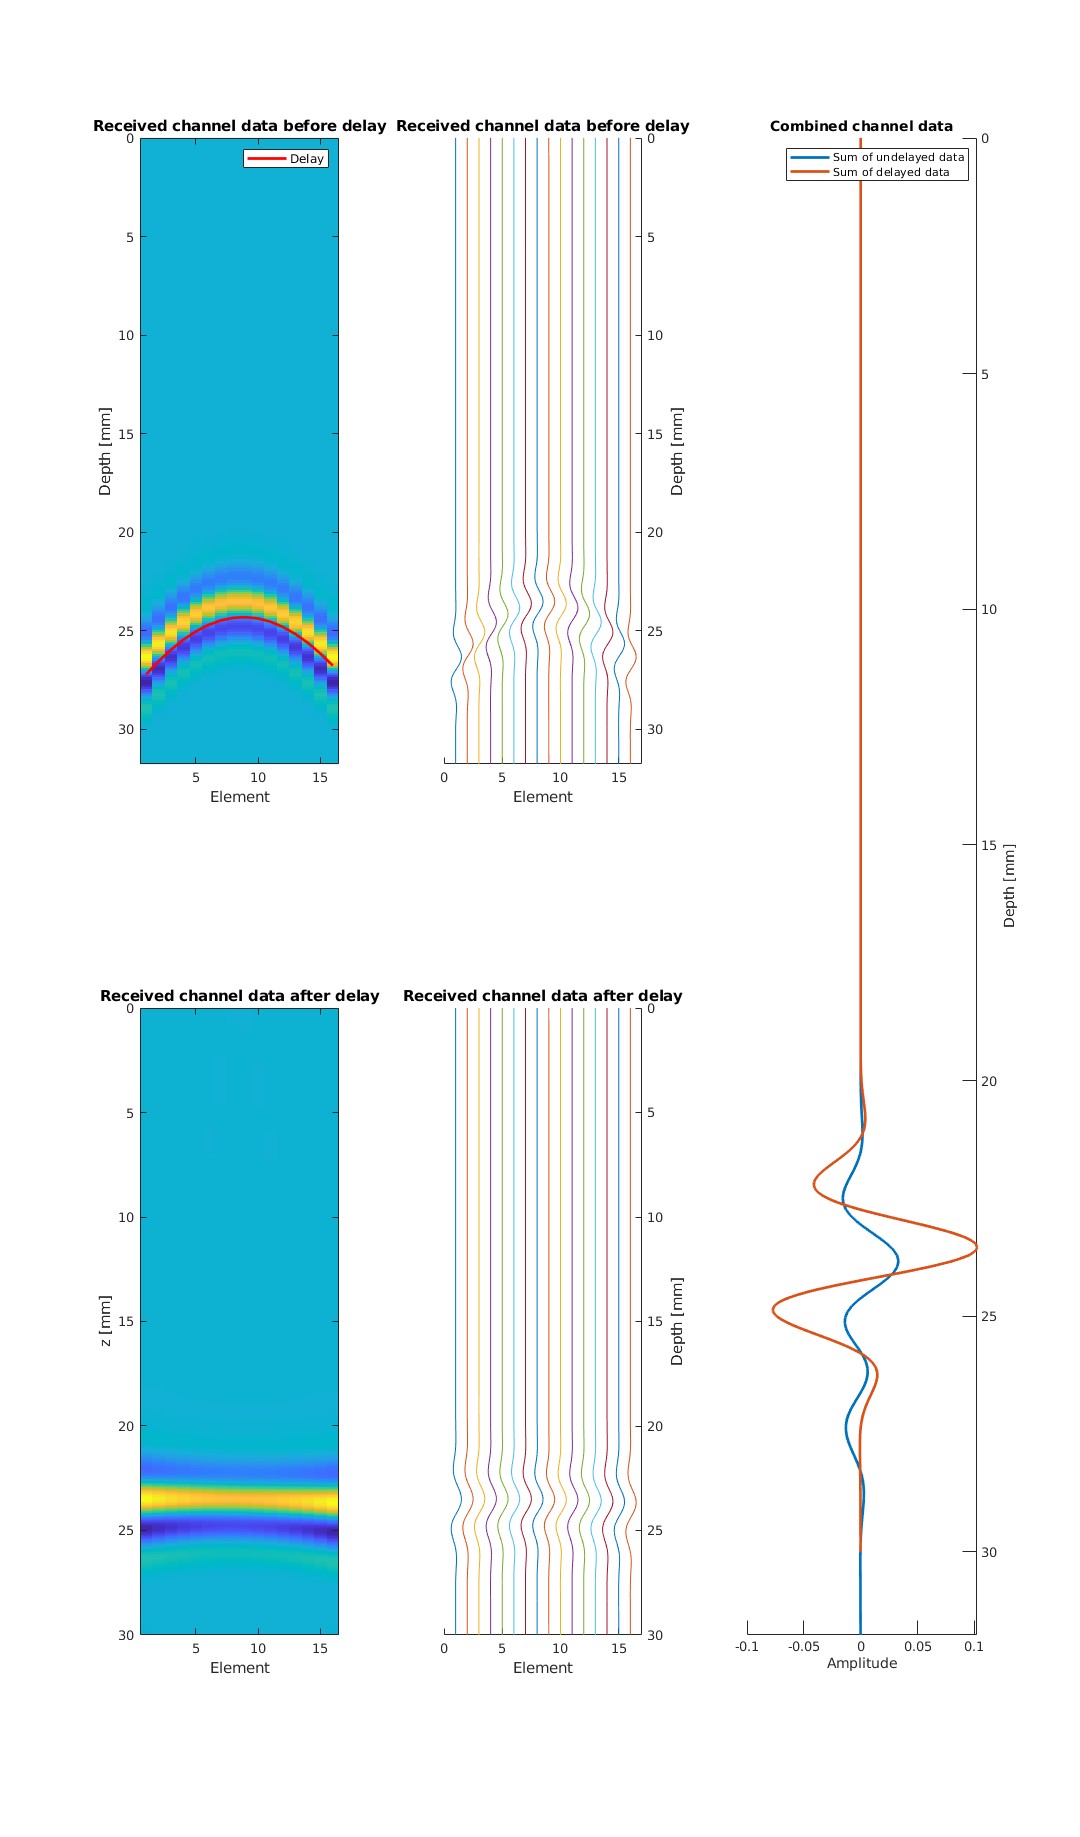 Received channel data before delay
Delay
0
5
10
15
20
25
30
Depth [mm]
5 10 15
Element
Received channel data before delay
0
5
10
15
20
25
30
Depth [mm]
0 5 10 15
Element
Combined channel data
Sum of undelayed data
Sum of delayed data
0
5
10
15
20
25
30
Depth [mm]
-0.1 -0.05 0 0.05 0.1
Amplitude
Received channel data after delay
0
5
10
15
20
25
30
z [mm]
5 10 15
Element
Received channel data after delay
0
5
10
15
20
25
30
Depth [mm]
0 5 10 15
Element